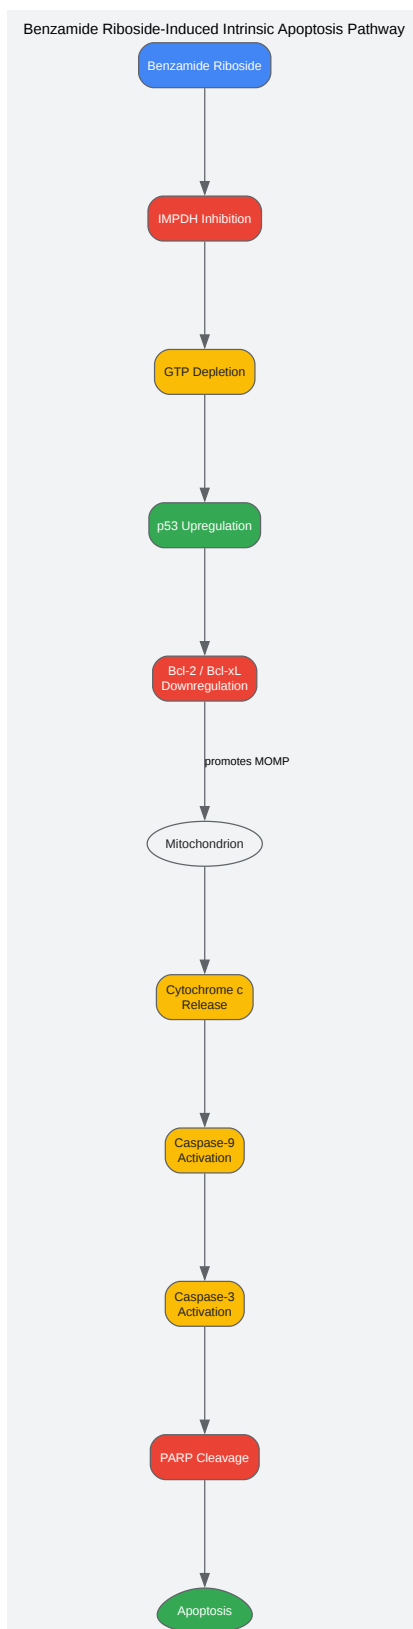 Benzamide Riboside-Induced Intrinsic Apoptosis Pathway
Benzamide Riboside
IMPDH Inhibition
GTP Depletion
p53 Upregulation
Bcl-2 / Bcl-xL
Downregulation
promotes MOMP
Mitochondrion
Cytochrome c
Release
Caspase-9
Activation
Caspase-3
Activation
PARP Cleavage
Apoptosis